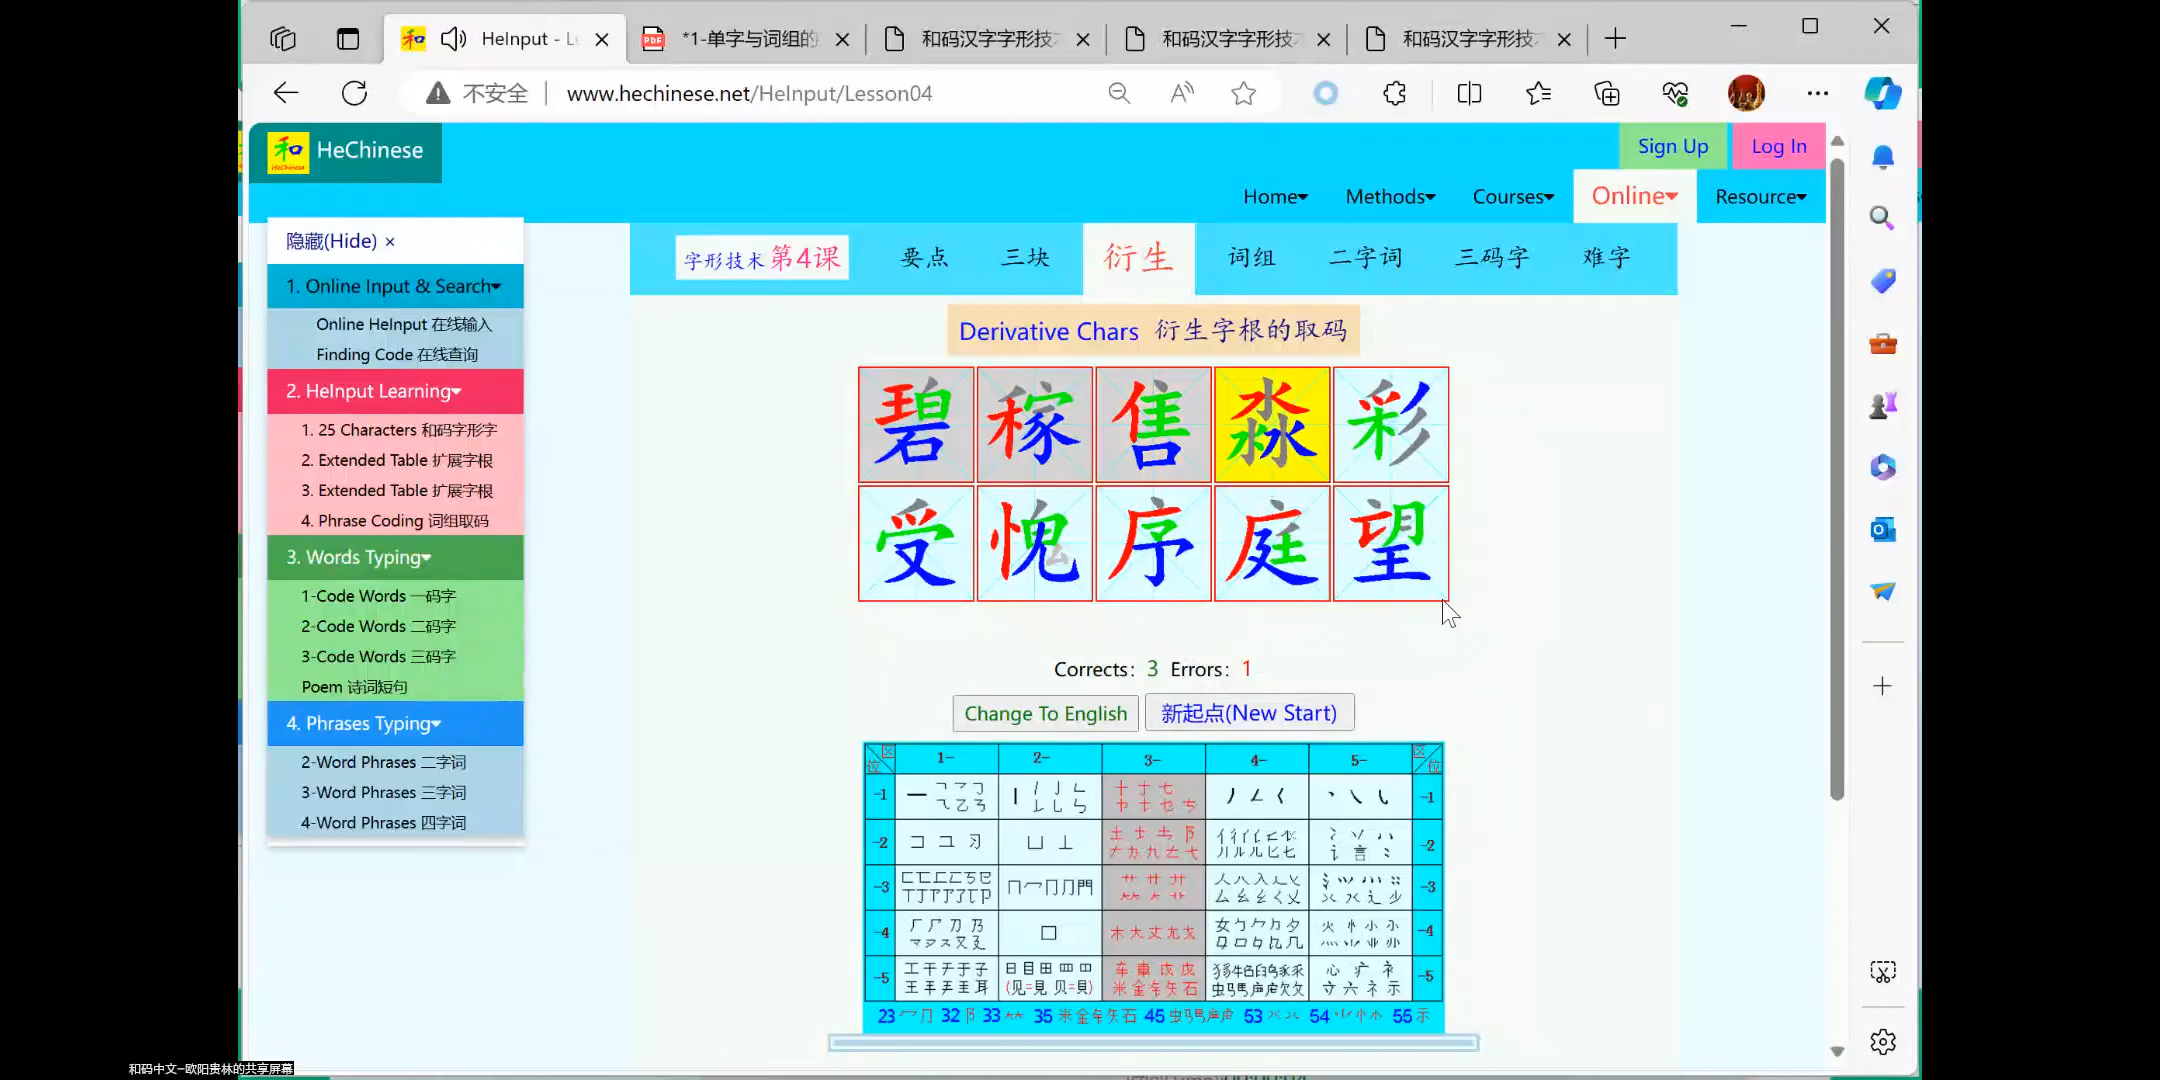 HeInput - Le
*1-单字与词组的
和码汉字字形技
和码汉字字形技
和码汉字字形技
不安全
www.hechinese.net/HeInput/Lesson04
和 HeChinese
HeChinese
Sign Up
Log In
Home▾
Methods▾
Courses▾
Online▾
Resource▾
隐藏(Hide) ×
1. Online Input & Search▾
Online HeInput 在线输入
Finding Code 在线查询
2. HeInput Learning▾
1. 25 Characters 和码字形字
2. Extended Table 扩展字根
3. Extended Table 扩展字根
4. Phrase Coding 词组取码
3. Words Typing▾
1-Code Words 一码字
2-Code Words 二码字
3-Code Words 三码字
Poem 诗词短句
4. Phrases Typing▾
2-Word Phrases 二字词
3-Word Phrases 三字词
4-Word Phrases 四字词
字形技术 第4课
要点
三块
衍生
词组
二字词
三码字
难字
Derivative Chars 衍生字根的取码
碧 稼 售 淼 彩
受 愧 序 庭 望
Corrects: 3 Errors: 1
Change To English
新起点(New Start)
区 位 1- 2- 3- 4- 5- 区 位
-1
-2
-3
-4
-5
和码中文-欧阳贵林的共享屏幕